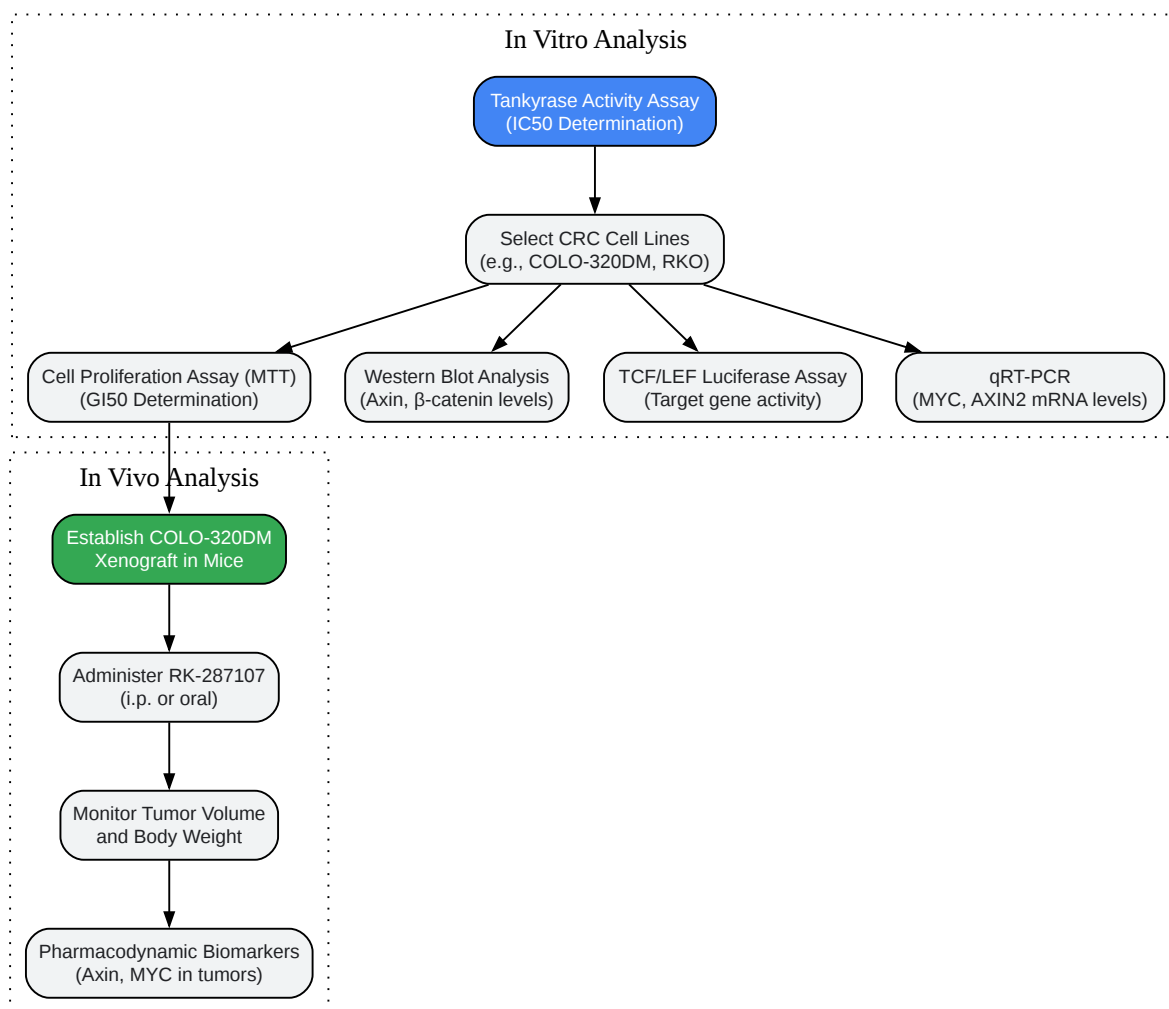 In Vitro Analysis
Tankyrase Activity Assay
(IC50 Determination)
Select CRC Cell Lines
(e.g., COLO-320DM, RKO)
Cell Proliferation Assay (MTT)
(GI50 Determination)
Western Blot Analysis
(Axin, β-catenin levels)
TCF/LEF Luciferase Assay
(Target gene activity)
qRT-PCR
(MYC, AXIN2 mRNA levels)
In Vivo Analysis
Establish COLO-320DM
Xenograft in Mice
Administer RK-287107
(i.p. or oral)
Monitor Tumor Volume
and Body Weight
Pharmacodynamic Biomarkers
(Axin, MYC in tumors)